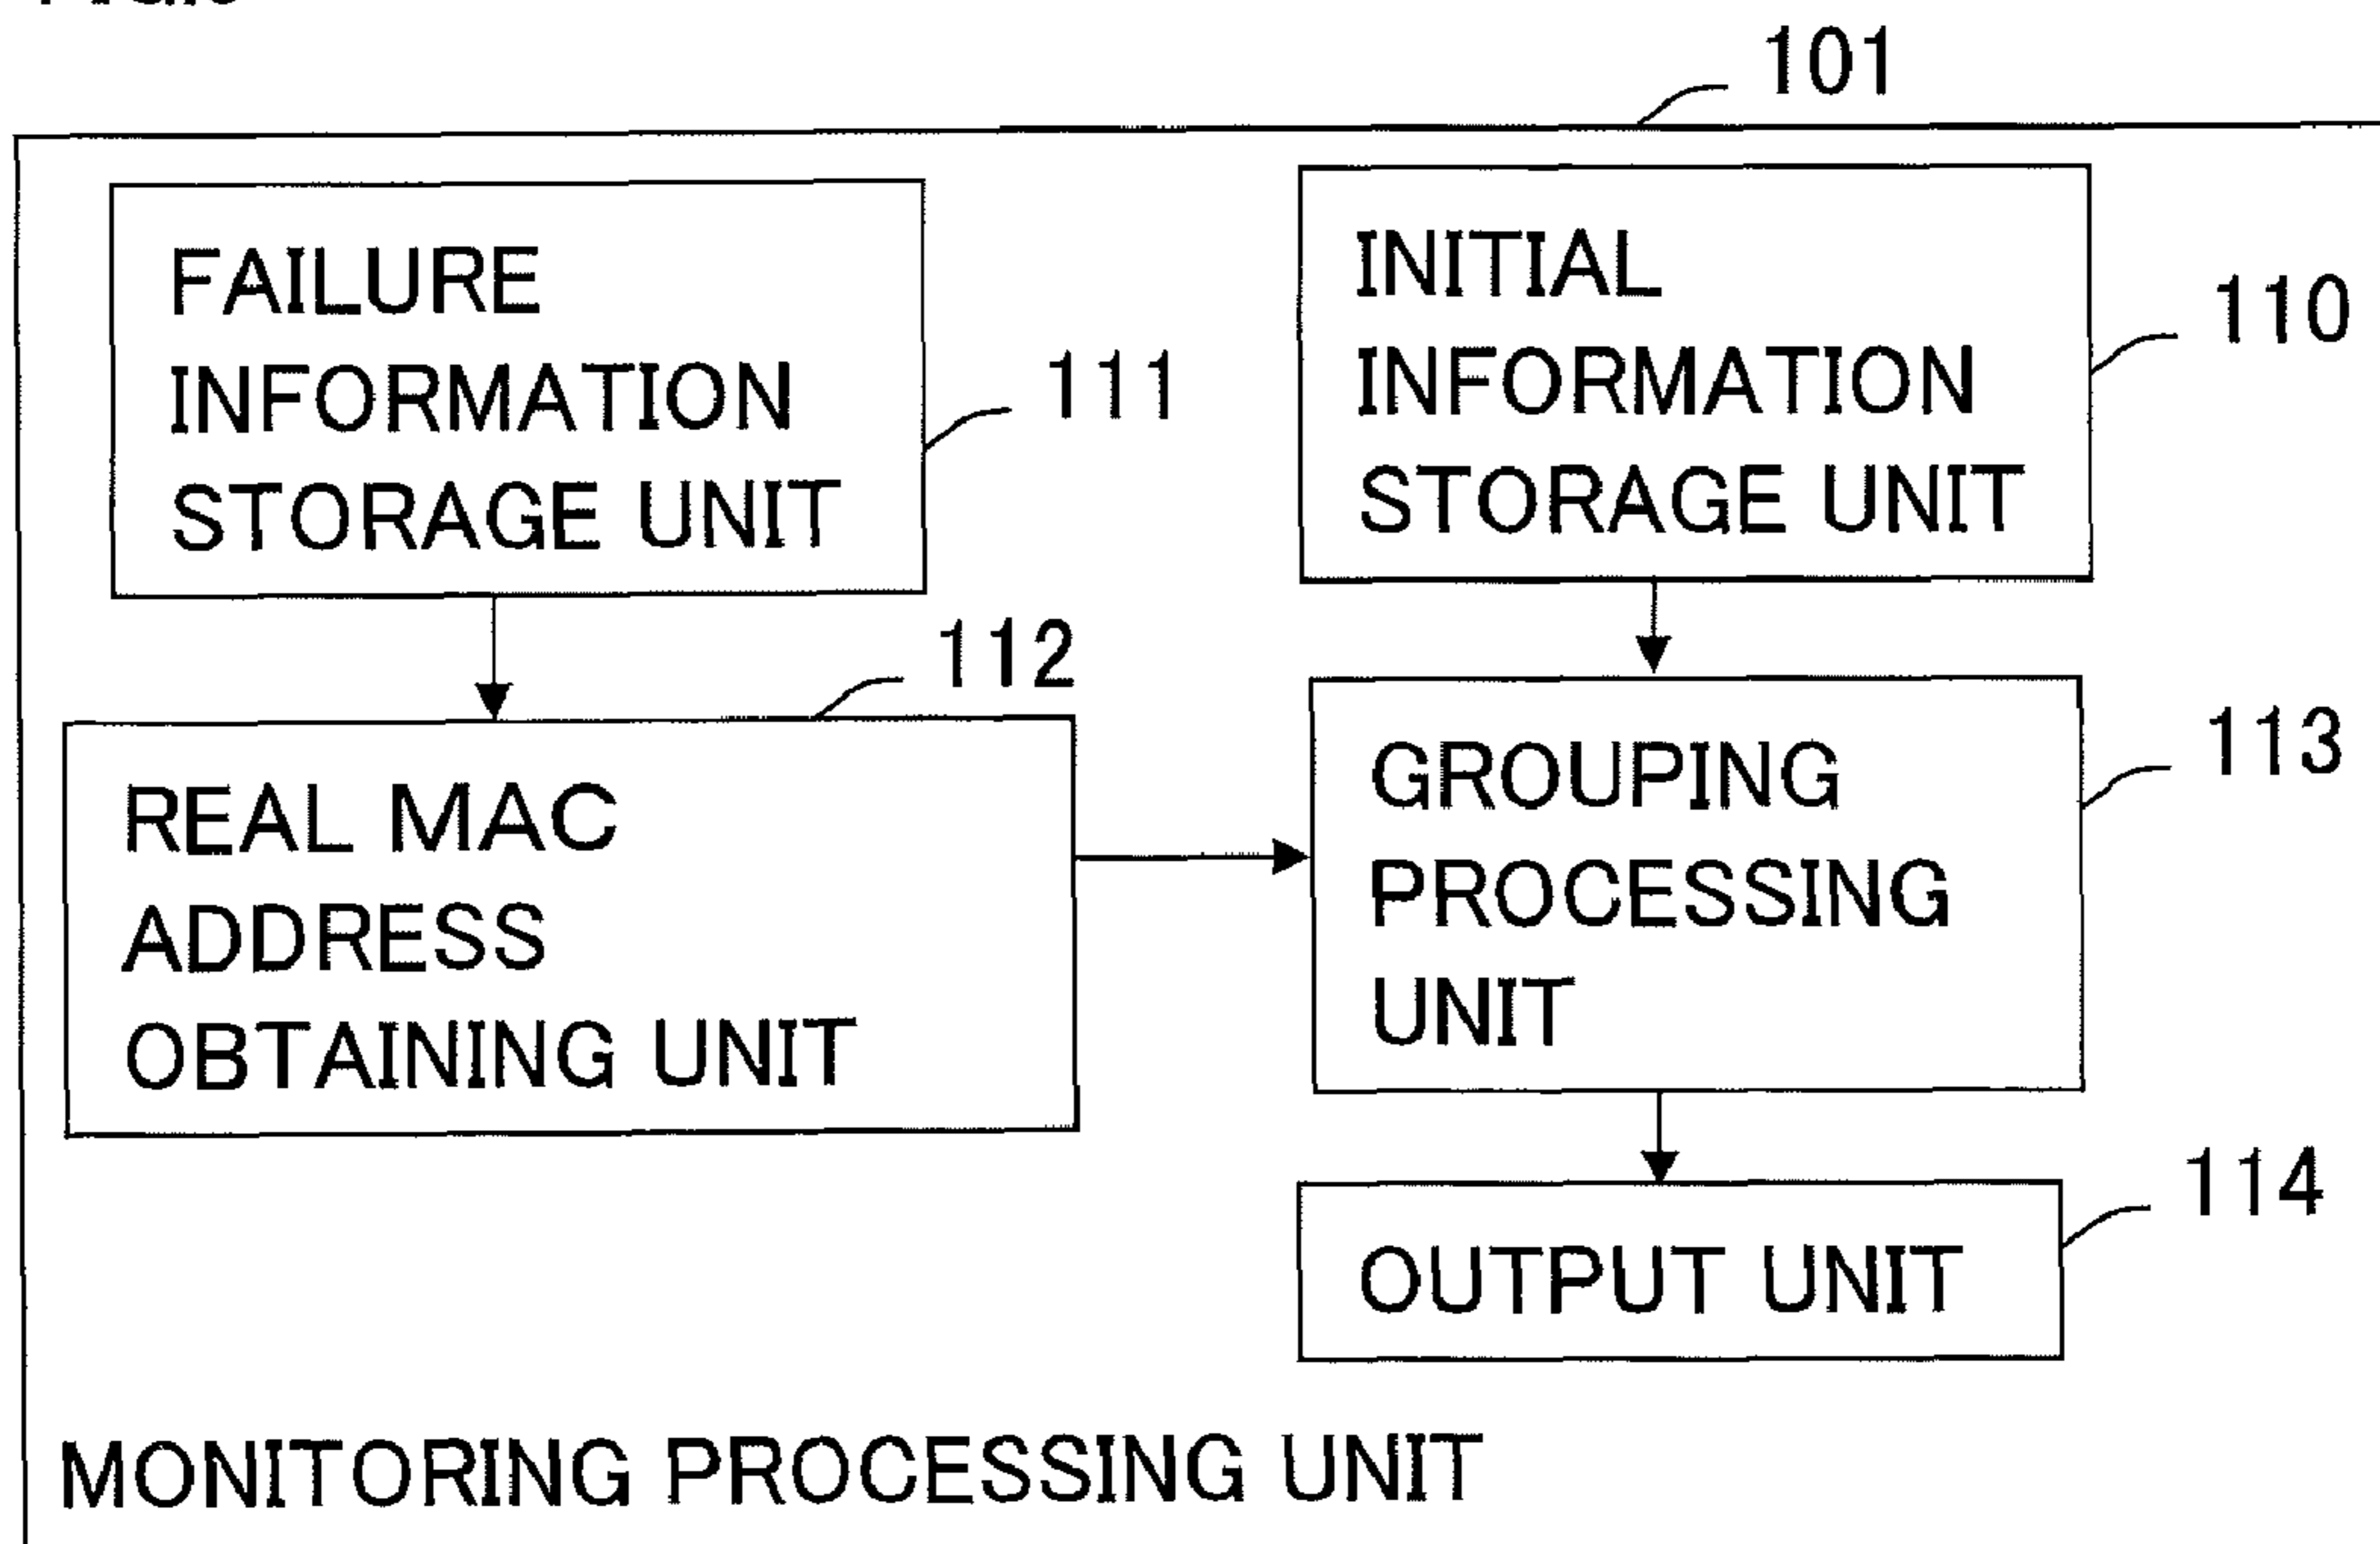 101
FAILURE
INFORMATION
STORAGE UNIT
111
INITIAL
INFORMATION
STORAGE UNIT
110
112
REAL MAC
ADDRESS
OBTAINING UNIT
GROUPING
PROCESSING
UNIT
113
OUTPUT UNIT
114
MONITORING PROCESSING UNIT